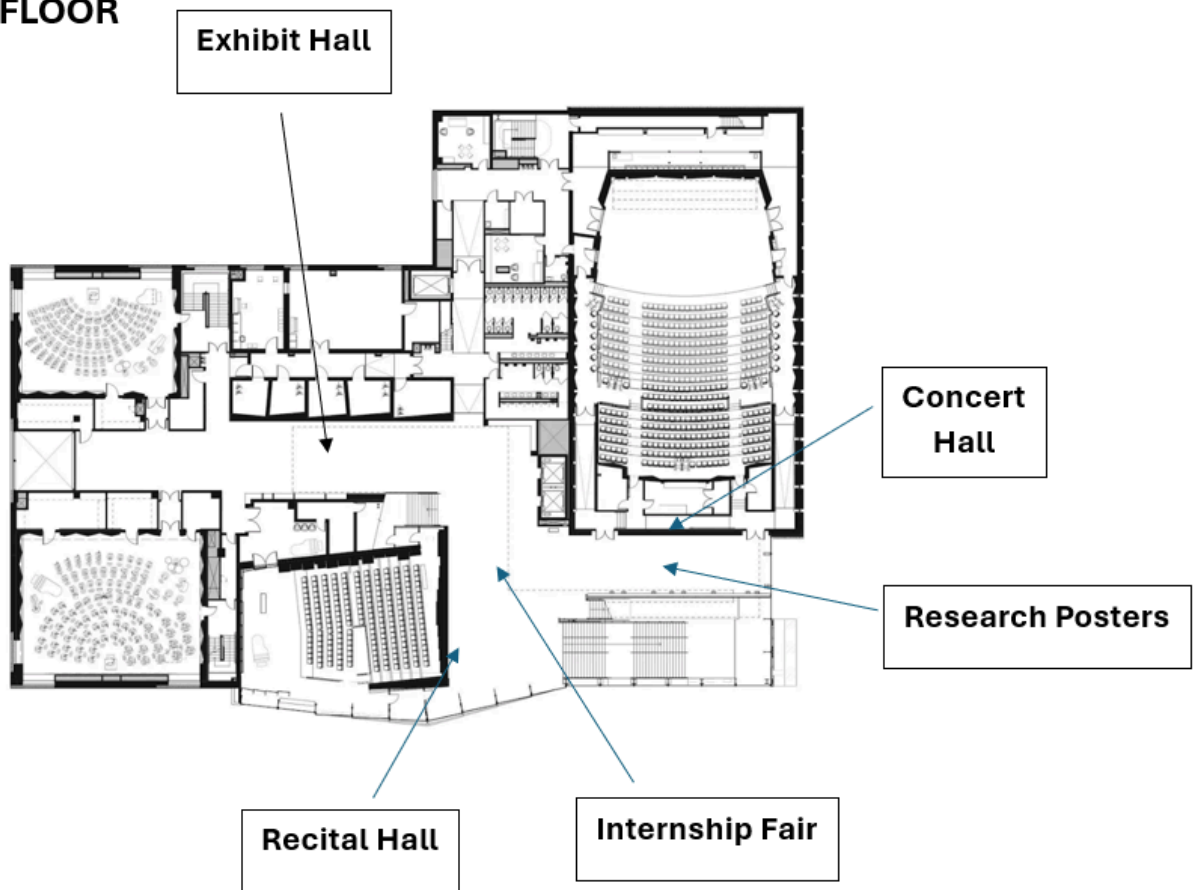 FLOOR
Exhibit Hall
Concert
Hall
Research Posters
Internship Fair
Recital Hall